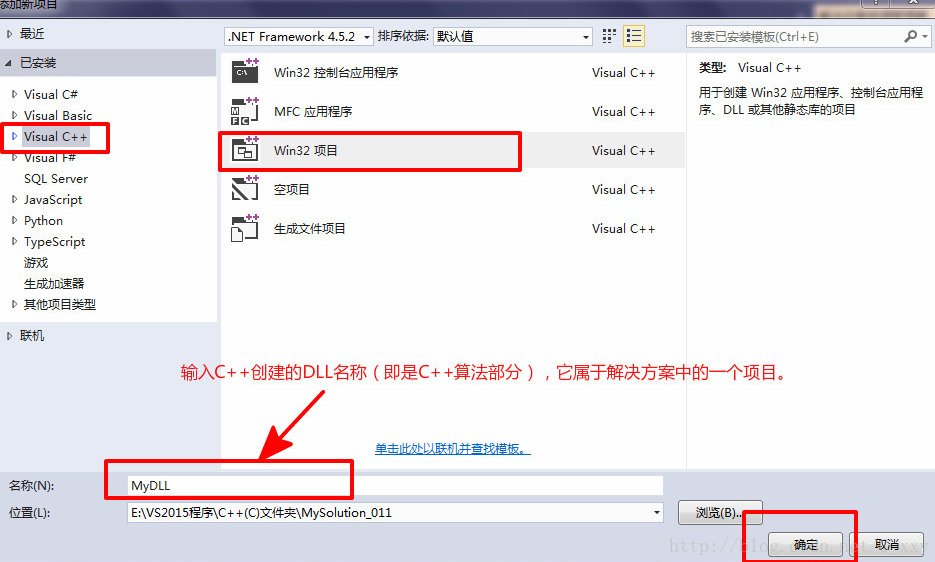 添加新项目
最近
.NET Framework 4.5.2
排序依据:
默认值
搜索已安装模板(Ctrl+E)
已安装
Visual C#
Visual Basic
Visual C++
Visual F#
SQL Server
JavaScript
Python
TypeScript
游戏
生成加速器
其他项目类型
联机
Win32 控制台应用程序 Visual C++
MFC 应用程序 Visual C++
Win32 项目 Visual C++
空项目 Visual C++
生成文件项目 Visual C++
类型: Visual C++
用于创建 Win32 应用程序、控制台应用程
序、DLL 或其他静态库的项目
输入C++创建的DLL名称（即是C++算法部分），它属于解决方案中的一个项目。
单击此处以联机并查找模板。
名称(N):
MyDLL
位置(L):
E:\VS2015程序\C++(C)文件夹\MySolution_011
浏览(B)...
确定
取消